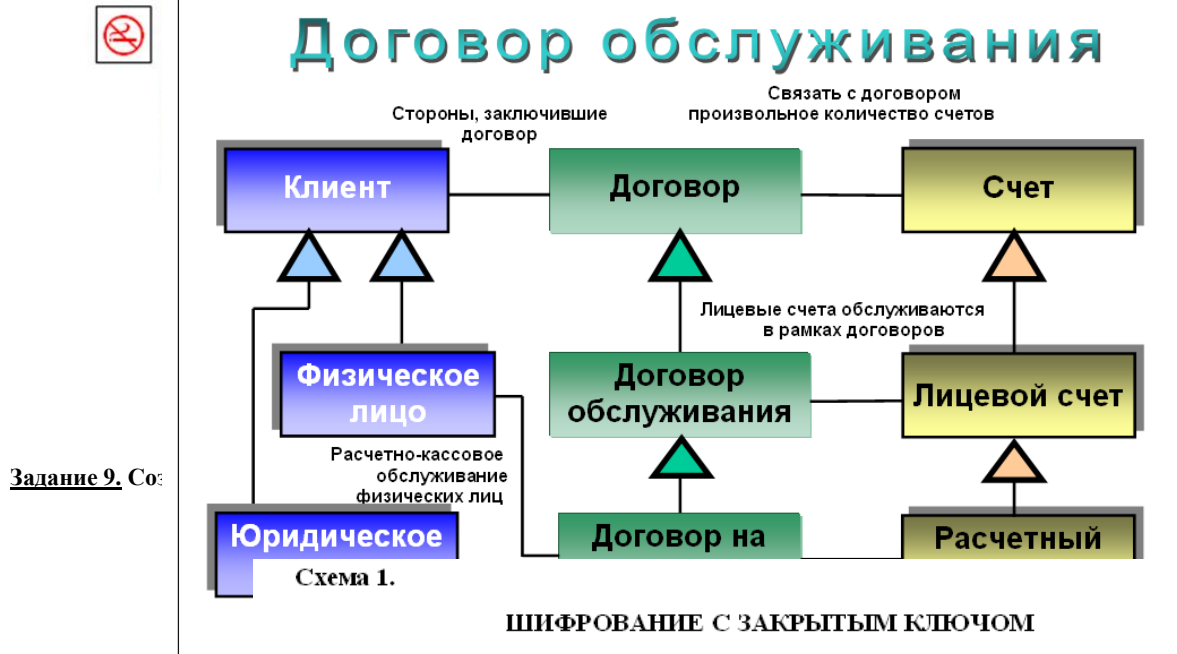 Договор обслуживания
Связать с договором
произвольное количество счетов
Стороны, заключившие
договор
Клиент
Договор
Счет
Лицевые счета обслуживаются
в рамках договоров
Физическое
лицо
Договор
обслуживания
Лицевой счет
Расчетно-кассовое
обслуживание
физических лиц
Задание 9. Соз
Юридическое
Договор на
Расчетный
Схема 1.
ШИФРОВАНИЕ С ЗАКРЫТЫМ КЛЮЧОМ